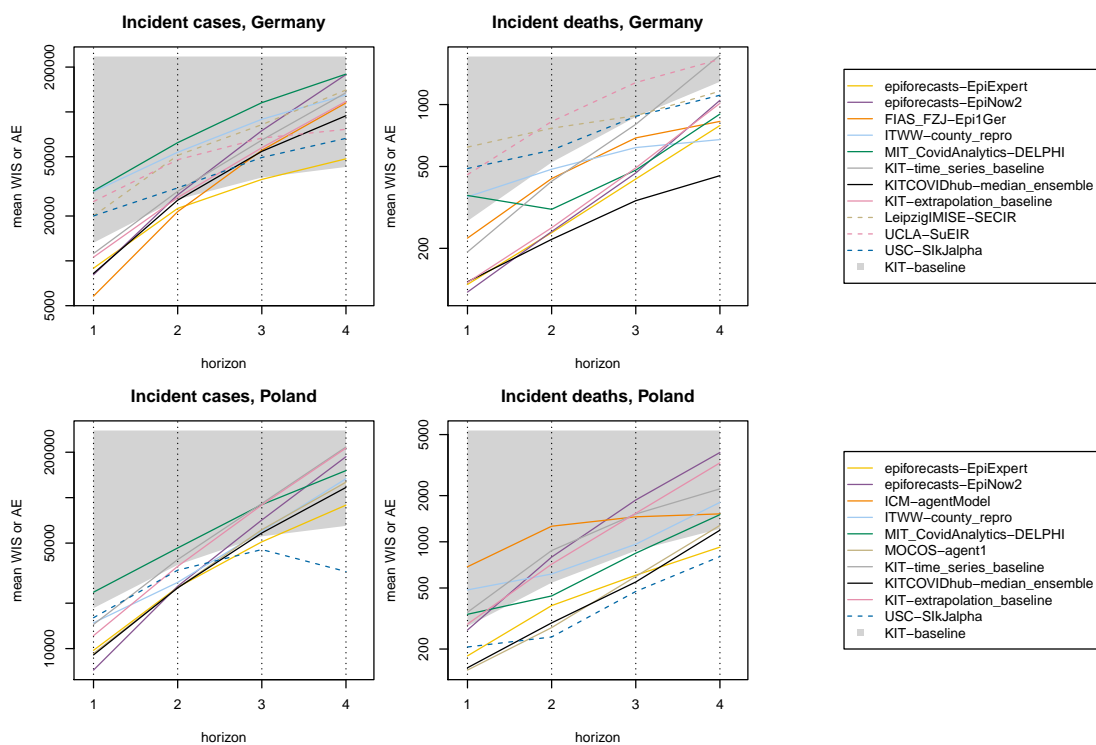 Incident cases, Germany
mean WIS or AE
200000
50000
20000
5000
1
2
3
4
horizon
Incident deaths, Germany
mean WIS or AE
1000
500
200
1
2
3
4
horizon
epiforecasts−EpiExpert
epiforecasts−EpiNow2
FIAS_FZJ−Epi1Ger
ITWW−county_repro
MIT_CovidAnalytics−DELPHI
KIT−time_series_baseline
KITCOVIDhub−median_ensemble
KIT−extrapolation_baseline
LeipzigIMISE−SECIR
UCLA−SuEIR
USC−SIkJalpha
KIT−baseline
Incident cases, Poland
mean WIS or AE
200000
50000
10000
1
2
3
4
horizon
Incident deaths, Poland
mean WIS or AE
5000
2000
1000
500
200
1
2
3
4
horizon
epiforecasts−EpiExpert
epiforecasts−EpiNow2
ICM−agentModel
ITWW−county_repro
MIT_CovidAnalytics−DELPHI
MOCOS−agent1
KIT−time_series_baseline
KITCOVIDhub−median_ensemble
KIT−extrapolation_baseline
USC−SIkJalpha
KIT−baseline